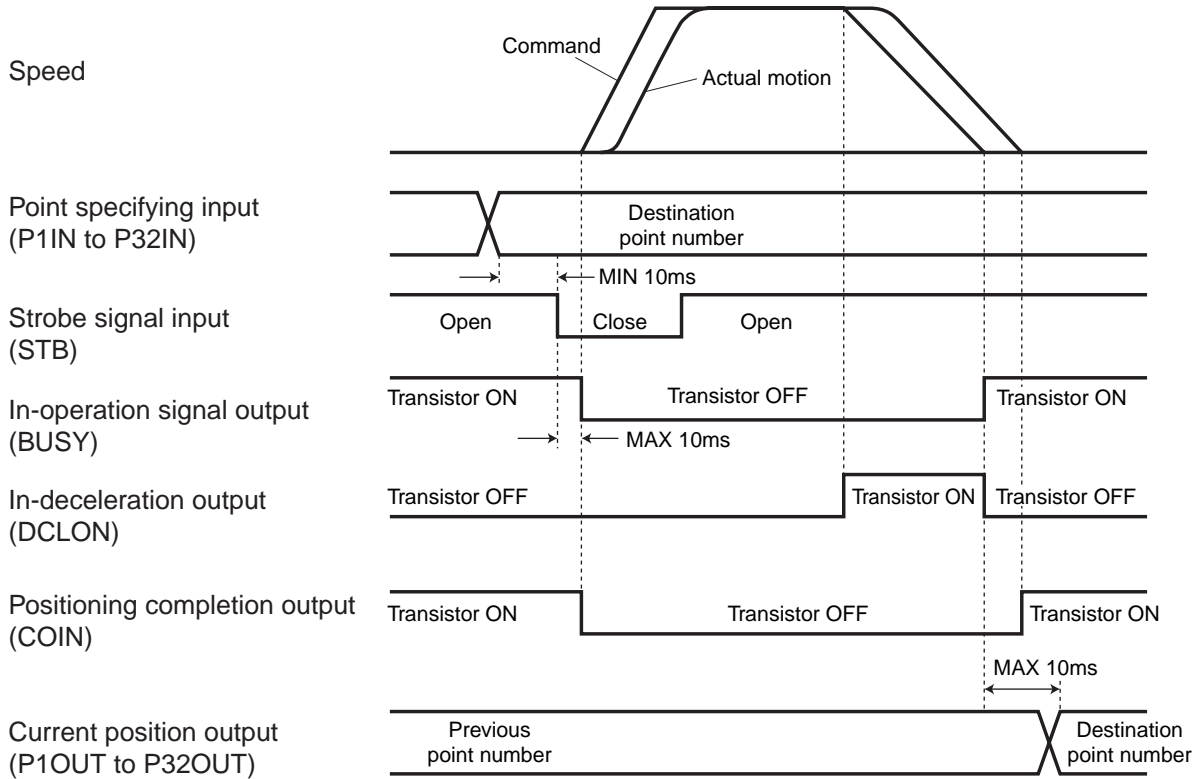 Speed
Command
Actual motion
Point specifying input
(P1IN to P32IN)
Destination
point number
MIN 10ms
Strobe signal input
(STB)
Open
Close
Open
In-operation signal output
(BUSY)
Transistor ON
Transistor OFF
Transistor ON
MAX 10ms
In-deceleration output
(DCLON)
Transistor OFF
Transistor ON
Transistor OFF
Positioning completion output
(COIN)
Transistor ON
Transistor OFF
Transistor ON
MAX 10ms
Current position output
(P1OUT to P32OUT)
Previous
point number
Destination
point number